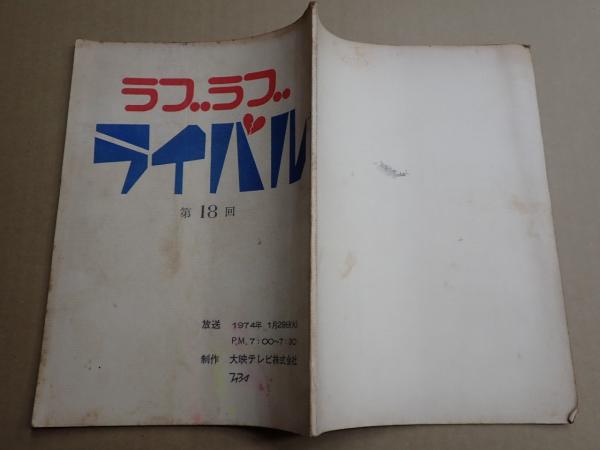 ラブラブ
ライバル
第18回
放送 1974年 1月29日(火)
P.M. 7:00~7:30
制作 大映テレビ株式会社